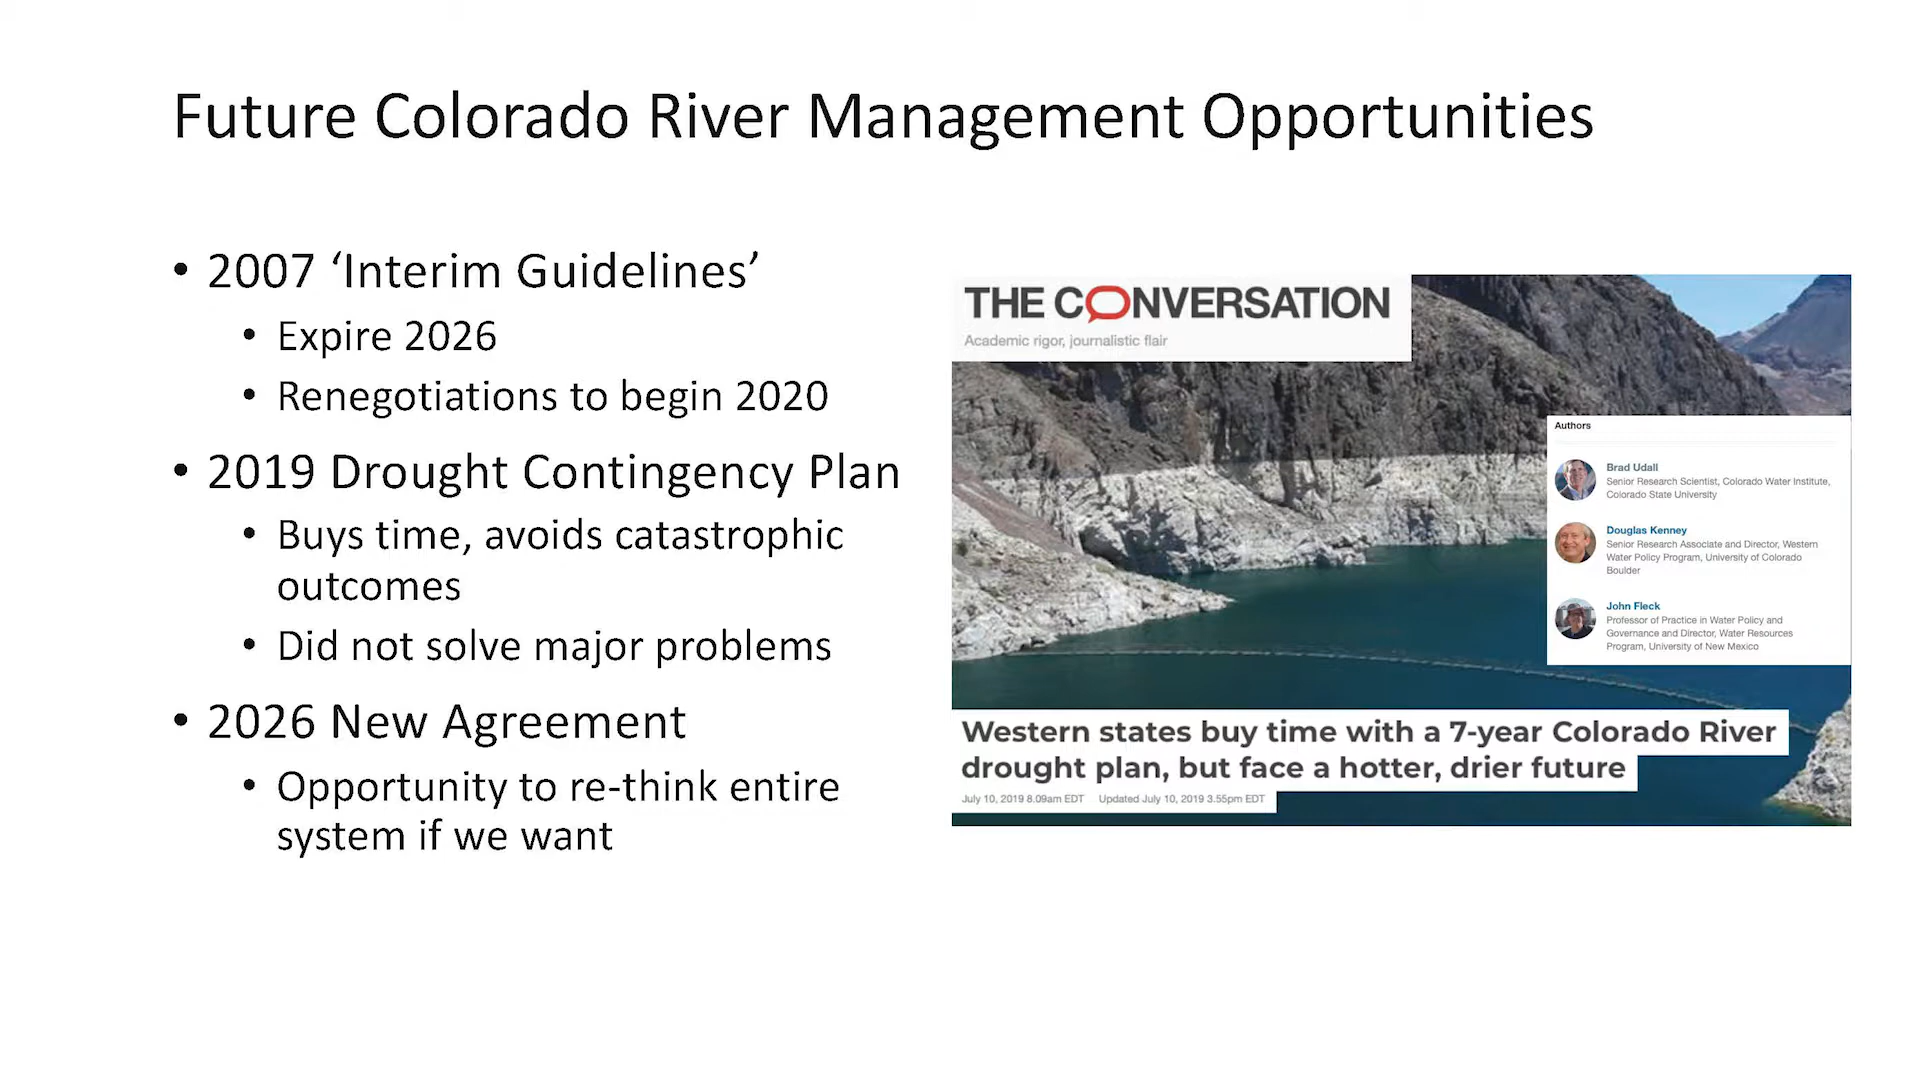 Future Colorado River Management Opportunities
• 2007 ‘Interim Guidelines’
• Expire 2026
• Renegotiations to begin 2020
• 2019 Drought Contingency Plan
• Buys time, avoids catastrophic
outcomes
• Did not solve major problems
• 2026 New Agreement
• Opportunity to re-think entire
system if we want
THE CONVERSATION
Academic rigor, journalistic flair
Authors
Brad Udall
Senior Research Scientist, Colorado Water Institute,
Colorado State University
Douglas Kenney
Senior Research Associate and Director, Western
Water Policy Program, University of Colorado
Boulder
John Fleck
Professor of Practice in Water Policy and
Governance and Director, Water Resources
Program, University of New Mexico
Western states buy time with a 7-year Colorado River
drought plan, but face a hotter, drier future
July 10, 2019 8.09am EDT Updated July 10, 2019 3.55pm EDT